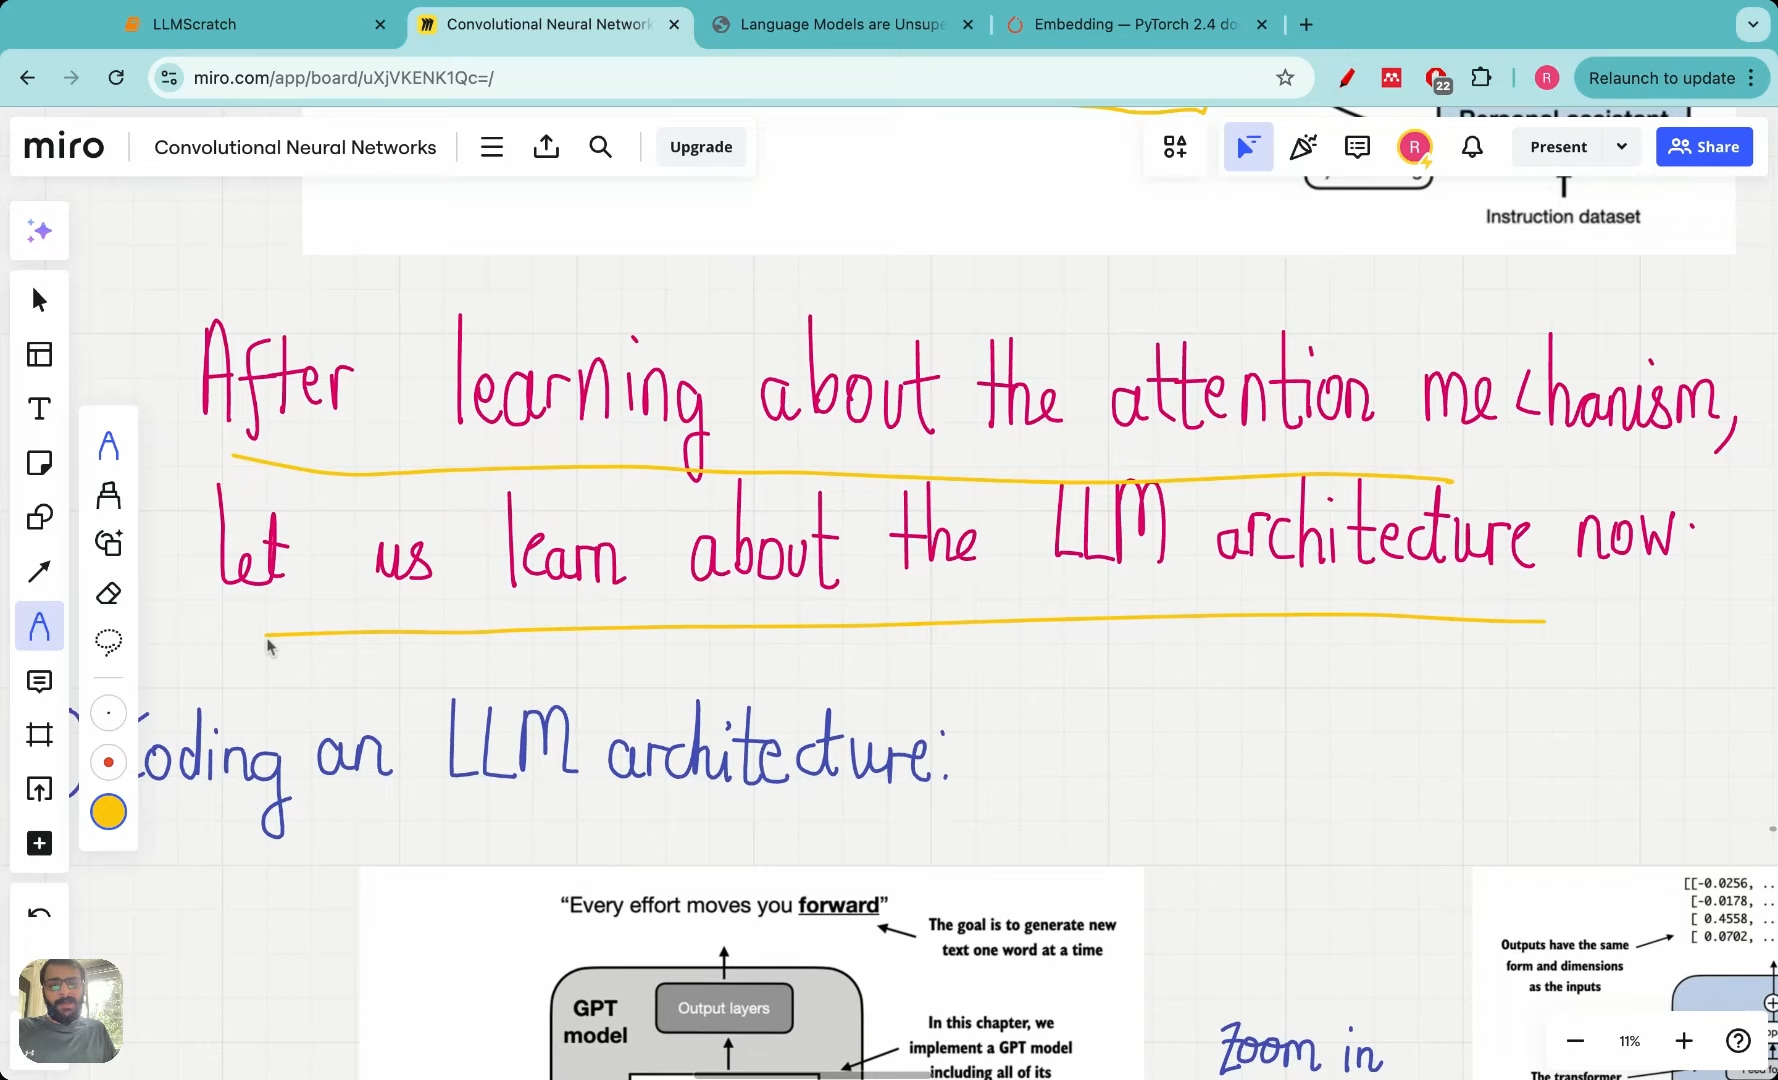 LLMScratch
Convolutional Neural Network
Language Models are Unsupe
Embedding — PyTorch 2.4 do
miro.com/app/board/uXjVKENK1Qc=/
22
R
Relaunch to update
miro
Convolutional Neural Networks
Upgrade
R
Present
Share
Instruction dataset
After learning about the attention mechanism,
let us learn about the LLM architecture now.
Coding an LLM architecture:
“Every effort moves you forward”
The goal is to generate new
text one word at a time
GPT
model
Output layers
In this chapter, we
implement a GPT model
including all of its
Zoom in
[[-0.0256, ..
[-0.0178, ..
[ 0.4558, ..
[ 0.0702, ..
Outputs have the same
form and dimensions
as the inputs
The transformer
11%